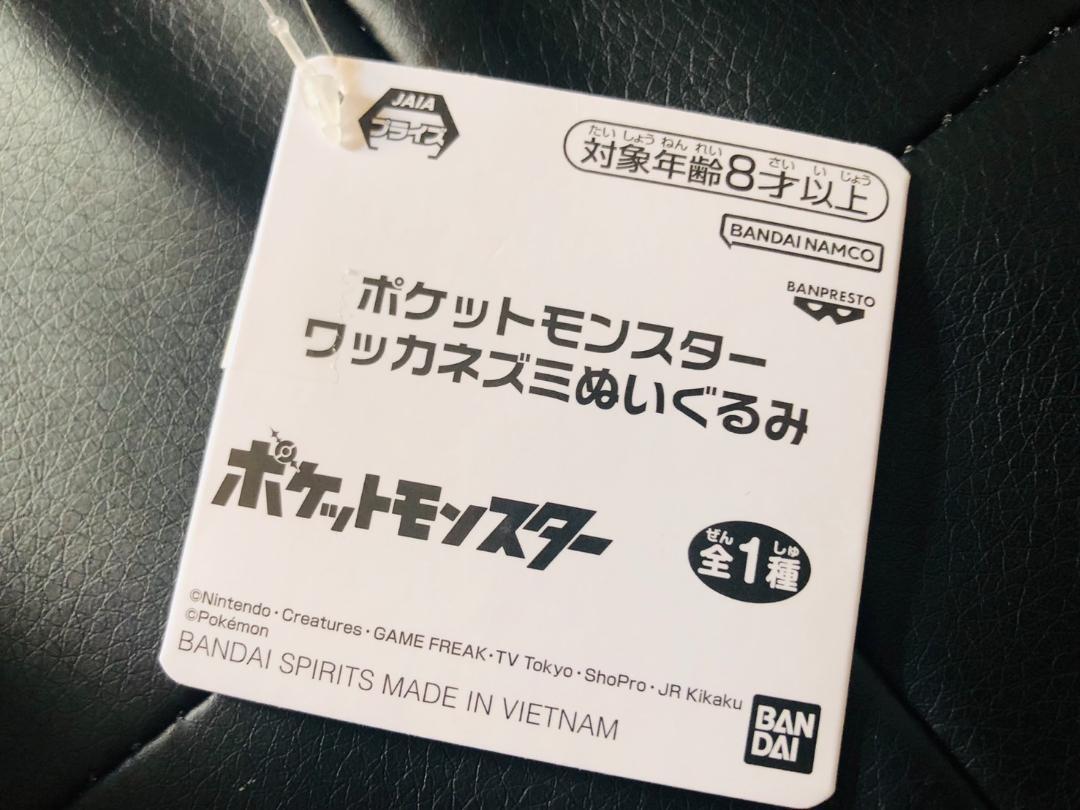 JAIA
プライズ
たいしょうねんれい さいいじょう
対象年齢8才以上
BANDAI NAMCO
BANPRESTO
ポケットモンスター
ワッカネズミぬいぐるみ
ポケットモンスター
ぜん しゅ
全1種
©Nintendo・Creatures・GAME FREAK・TV Tokyo・ShoPro・JR Kikaku
©Pokémon
BANDAI SPIRITS MADE IN VIETNAM
BAN
DAI